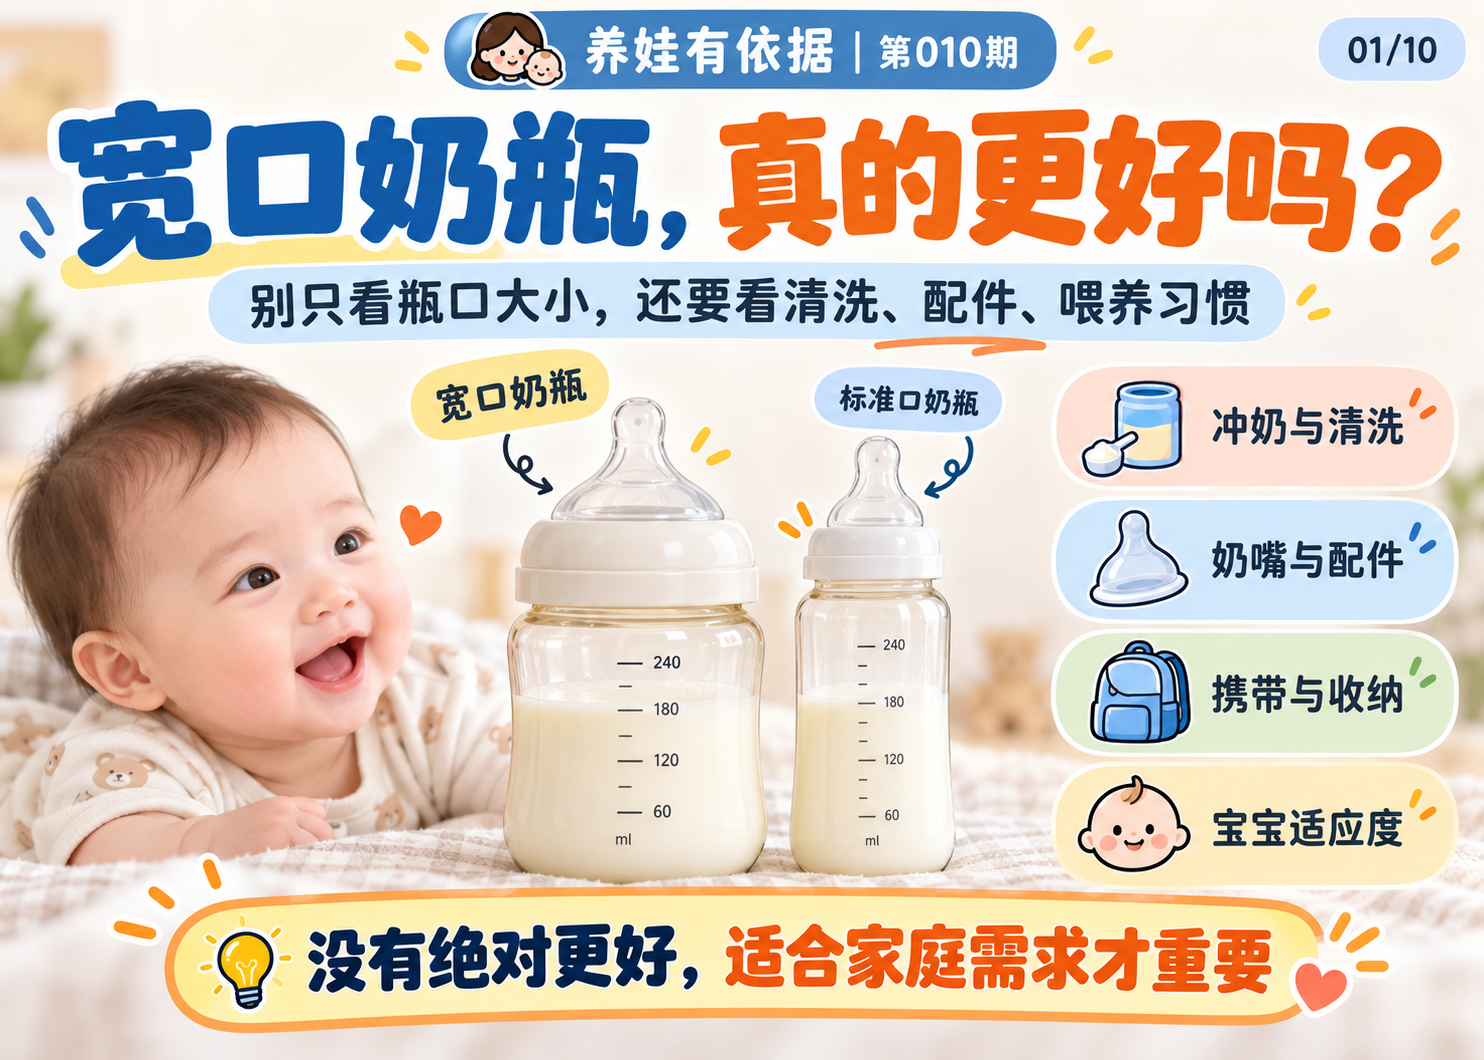 养娃有依据 | 第010期
01/10
宽口奶瓶，真的更好吗？
别只看瓶口大小，还要看清洗、配件、喂养习惯
宽口奶瓶
标准口奶瓶
240
180
120
60
ml
240
180
120
60
ml
冲奶与清洗
奶嘴与配件
携带与收纳
宝宝适应度
没有绝对更好，适合家庭需求才重要